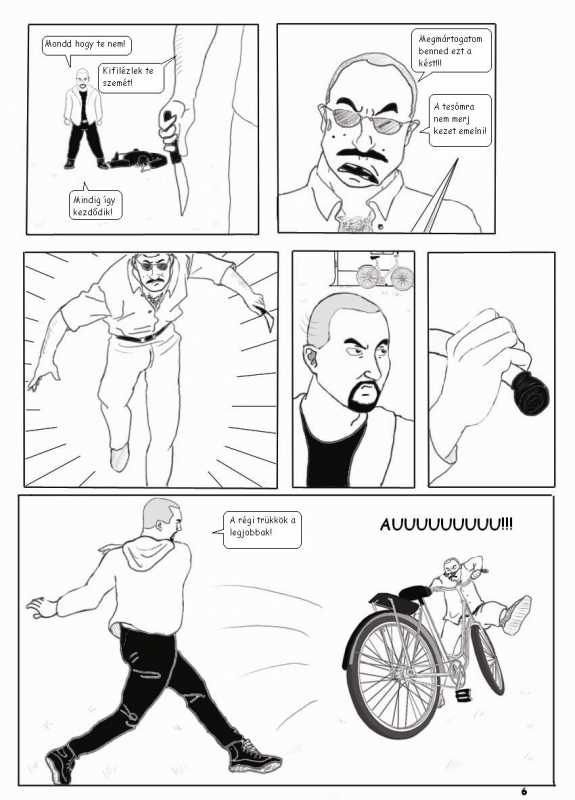 Mondd hogy te nem!
Kifilézlek te
szemét!
Mindig így
kezdődik!
Megmártogatom
benned ezt a
kést!!!
A tesómra
nem merj
kezet emelni!
A régi trükkök a
legjobbak!
AUUUUUUUUU!!!
6